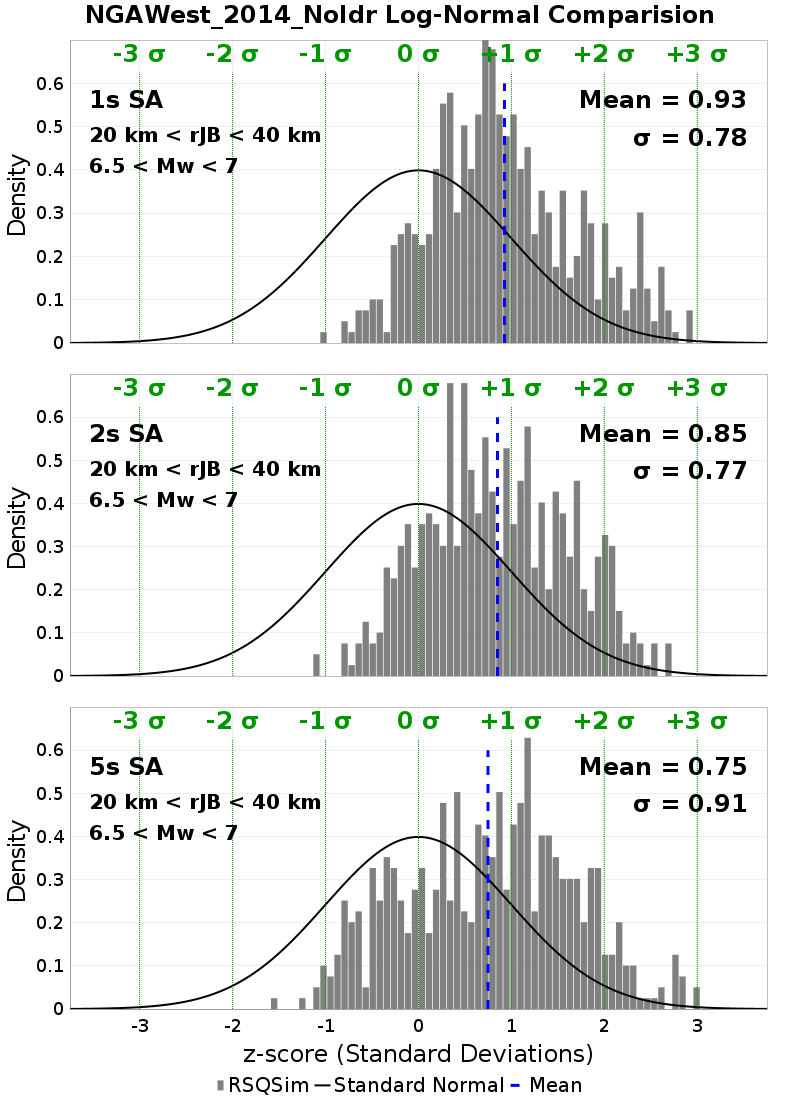 NGAWest_2014_NoIdr Log-Normal Comparision
-3 σ -2 σ -1 σ 0 σ +1 σ +2 σ +3 σ
1s SA
Mean = 0.93
20 km < rJB < 40 km
σ = 0.78
6.5 < Mw < 7
Density
0.6
0.5
0.4
0.3
0.2
0.1
0
-3 σ -2 σ -1 σ 0 σ +1 σ +2 σ +3 σ
2s SA
Mean = 0.85
20 km < rJB < 40 km
σ = 0.77
6.5 < Mw < 7
Density
0.6
0.5
0.4
0.3
0.2
0.1
0
-3 σ -2 σ -1 σ 0 σ +1 σ +2 σ +3 σ
5s SA
Mean = 0.75
20 km < rJB < 40 km
σ = 0.91
6.5 < Mw < 7
Density
0.6
0.5
0.4
0.3
0.2
0.1
0
-3 -2 -1 0 1 2 3
z-score (Standard Deviations)
RSQSim Standard Normal Mean